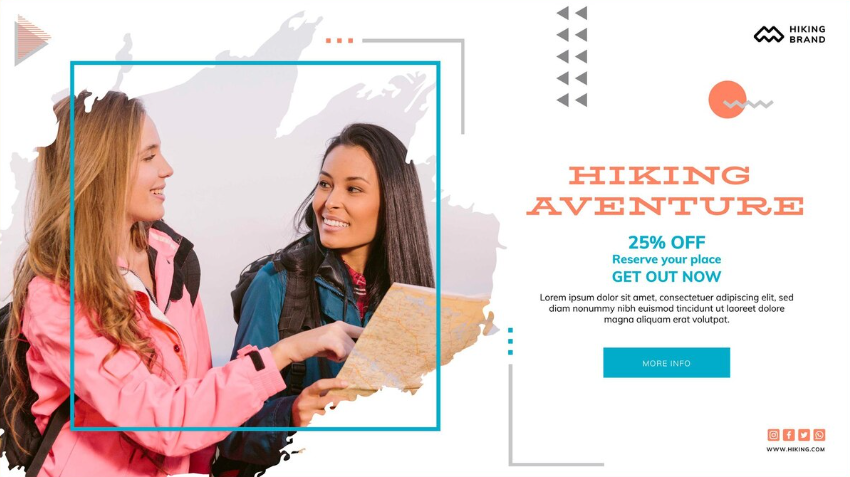 HIKING
BRAND
HIKING
AVENTURE
25% OFF
Reserve your place
GET OUT NOW
Lorem ipsum dolor sit amet, consectetuer adipiscing elit, sed
diam nonummy nibh euismod tincidunt ut laoreet dolore
magna aliquam erat volutpat.
MORE INFO
WWW.HIKING.COM